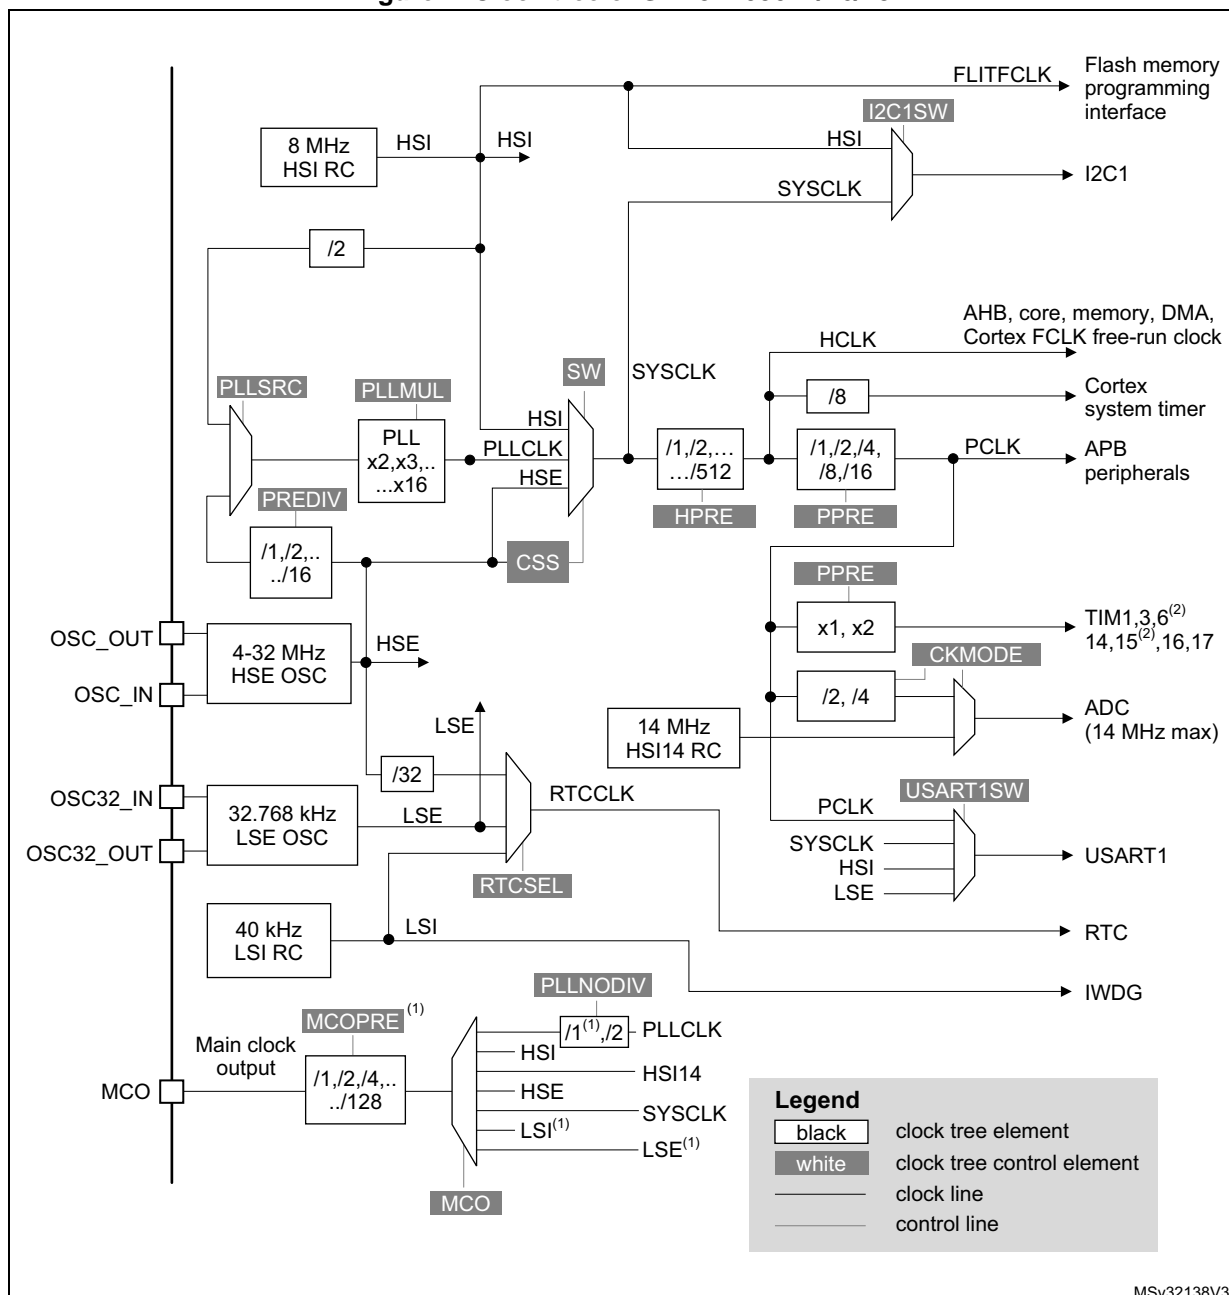 FLITFCLK
Flash memory
programming
interface
I2C1SW
8 MHz
HSI RC
HSI
HSI
HSI
SYSCLK
I2C1
/2
AHB, core, memory, DMA,
Cortex FCLK free-run clock
HCLK
SW
SYSCLK
PLLSRC
PLLMUL
/8
Cortex
system timer
HSI
PLL
x2,x3,..
...x16
PLLCLK
HSE
/1,/2,…
…/512
/1,/2,/4,
/8,/16
PCLK
APB
peripherals
PREDIV
HPRE
PPRE
/1,/2,..
../16
CSS
PPRE
OSC_OUT
4-32 MHz
HSE OSC
HSE
x1, x2
TIM1,3,6(2)
14,15(2),16,17
OSC_IN
CKMODE
/2, /4
LSE
14 MHz
HSI14 RC
ADC
(14 MHz max)
/32
OSC32_IN
32.768 kHz
LSE OSC
LSE
RTCCLK
USART1SW
PCLK
OSC32_OUT
SYSCLK
HSI
LSE
USART1
RTCSEL
40 kHz
LSI RC
LSI
RTC
PLLNODIV
IWDG
MCOPRE(1)
/1(1),/2
PLLCLK
Main clock
output
HSI
MCO
/1,/2,/4,..
../128
HSI14
HSE
SYSCLK
LSI(1)
LSE(1)
MCO
Legend
black
clock tree element
white
clock tree control element
clock line
control line
MSv32138V3